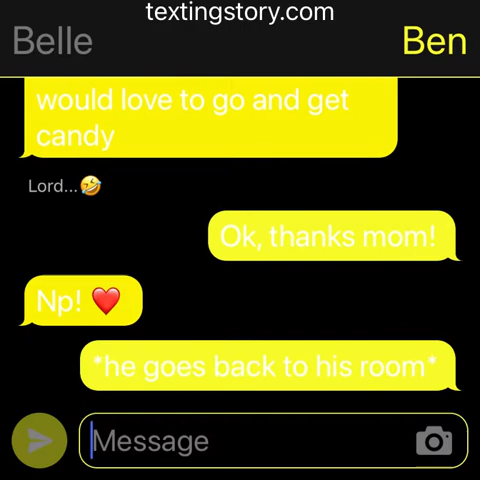 textingstory.com
Belle Ben
would love to go and get
candy
Lord...🤣
Ok, thanks mom!
Np! ❤️
*he goes back to his room*
Message